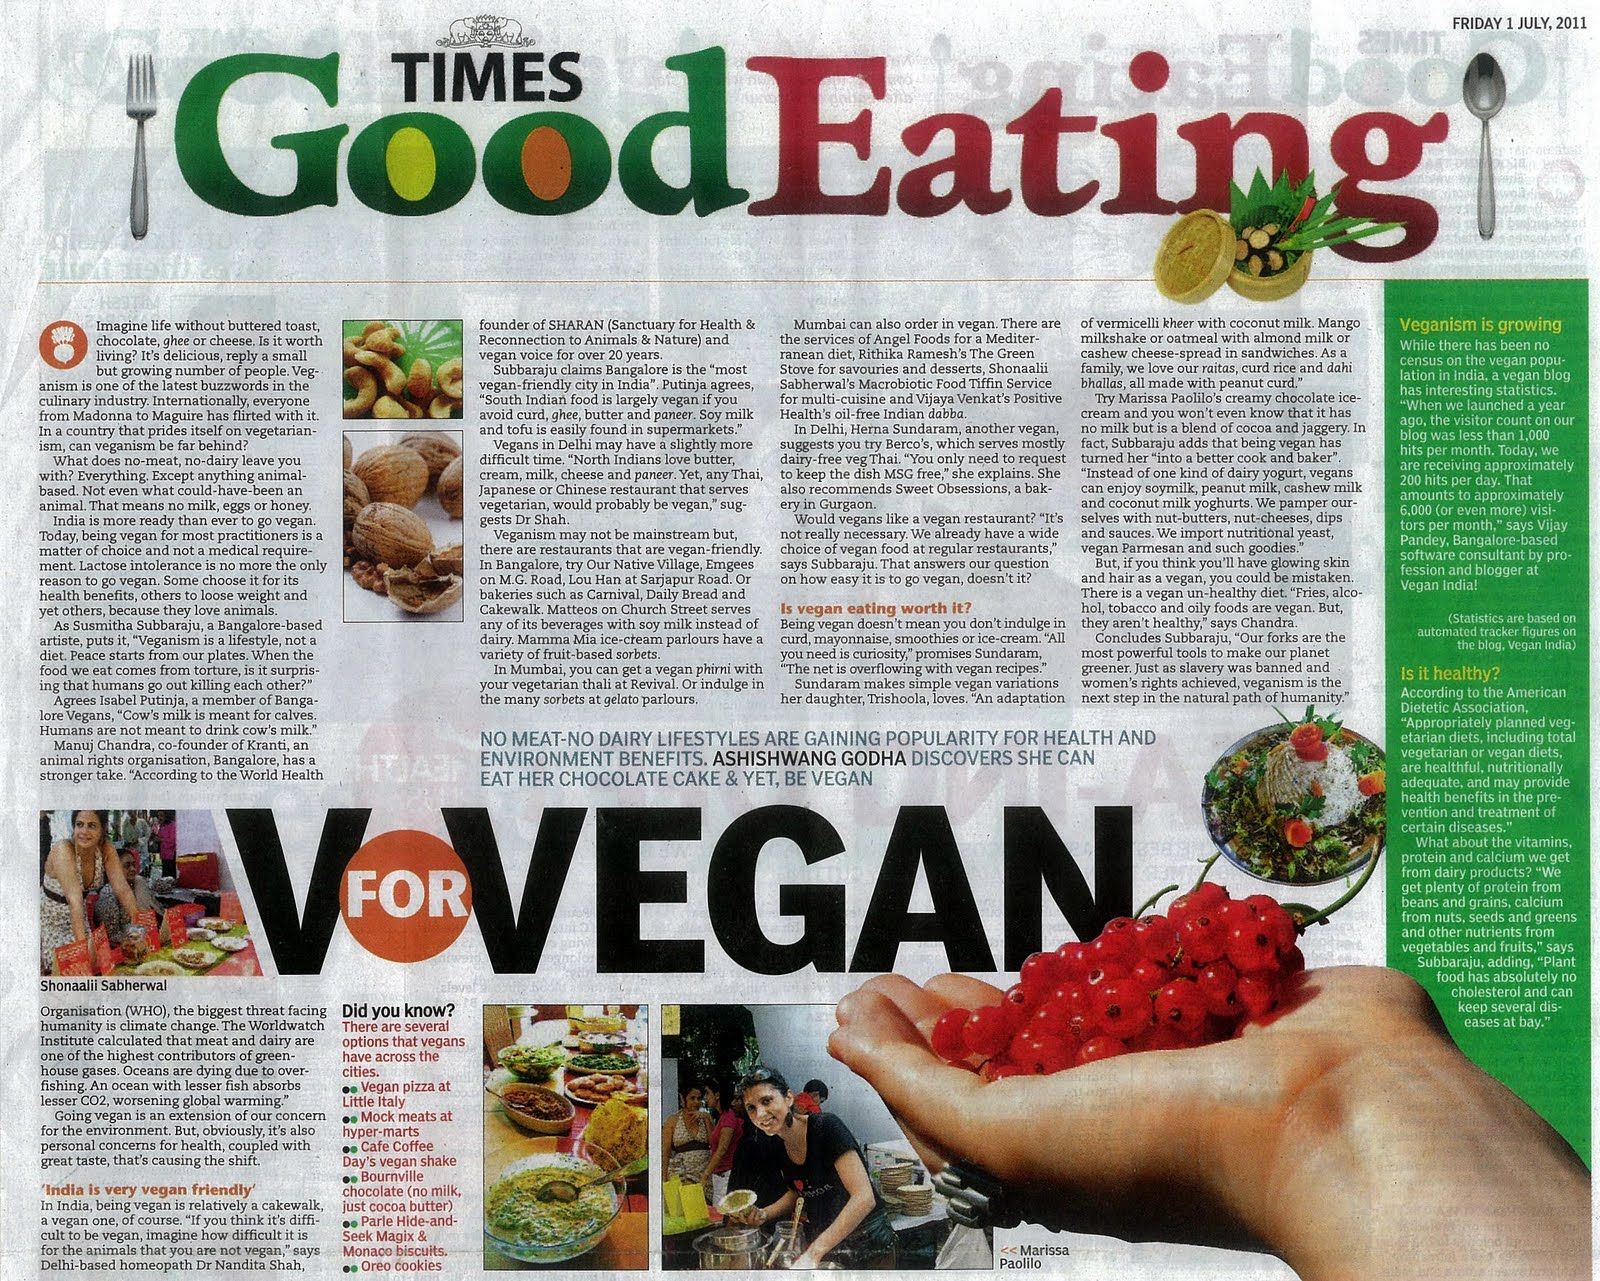 FRIDAY 1 JULY, 2011
TIMES
Good Eating
Imagine life without buttered toast,
chocolate, ghee or cheese. Is it worth
living? It's delicious, reply a small
but growing number of people. Veg-
anism is one of the latest buzzwords in the
culinary industry. Internationally, everyone
from Madonna to Maguire has flirted with it.
In a country that prides itself on vegetarian-
ism, can veganism be far behind?
What does no-meat, no-dairy leave you
with? Everything. Except anything animal-
based. Not even what could-have-been an
animal. That means no milk, eggs or honey.
India is more ready than ever to go vegan.
Today, being vegan for most practitioners is a
matter of choice and not a medical require-
ment. Lactose intolerance is no more the only
reason to go vegan. Some choose it for its
health benefits, others to loose weight and
yet others, because they love animals.
As Susmitha Subbaraju, a Bangalore-based
artiste, puts it, "Veganism is a lifestyle, not a
diet. Peace starts from our plates. When the
food we eat comes from torture, is it surpris-
ing that humans go out killing each other?"
Agrees Isabel Putinja, a member of Banga-
lore Vegans, "Cow's milk is meant for calves.
Humans are not meant to drink cow's milk."
Manuj Chandra, co-founder of Kranti, an
animal rights organisation, Bangalore, has a
stronger take. "According to the World Health
Shonaalii Sabherwal
Organisation (WHO), the biggest threat facing
humanity is climate change. The Worldwatch
Institute calculated that meat and dairy are
one of the highest contributors of green-
house gases. Oceans are dying due to over-
fishing. An ocean with lesser fish absorbs
lesser CO2, worsening global warming."
Going vegan is an extension of our concern
for the environment. But, obviously, it's also
personal concerns for health, coupled with
great taste, that's causing the shift.
'India is very vegan friendly'
In India, being vegan is relatively a cakewalk,
a vegan one, of course. "If you think it's diffi-
cult to be vegan, imagine how difficult it is
for the animals that you are not vegan," says
Delhi-based homeopath Dr Nandita Shah,
founder of SHARAN (Sanctuary for Health &
Reconnection to Animals & Nature) and
vegan voice for over 20 years.
Subbaraju claims Bangalore is the "most
vegan-friendly city in India". Putinja agrees,
"South Indian food is largely vegan if you
avoid curd, ghee, butter and paneer. Soy milk
and tofu is easily found in supermarkets."
Vegans in Delhi may have a slightly more
difficult time. "North Indians love butter,
cream, milk, cheese and paneer. Yet, any Thai,
Japanese or Chinese restaurant that serves
vegetarian, would probably be vegan," sug-
gests Dr Shah.
Veganism may not be mainstream but,
there are restaurants that are vegan-friendly.
In Bangalore, try Our Native Village, Emgees
on M.G. Road, Lou Han at Sarjapur Road. Or
bakeries such as Carnival, Daily Bread and
Cakewalk. Matteos on Church Street serves
any of its beverages with soy milk instead of
dairy. Mamma Mia ice-cream parlours have a
variety of fruit-based sorbets.
In Mumbai, you can get a vegan phirni with
your vegetarian thali at Revival. Or indulge in
the many sorbets at gelato parlours.
Mumbai can also order in vegan. There are
the services of Angel Foods for a Mediter-
ranean diet, Rithika Ramesh's The Green
Stove for savouries and desserts, Shonaalii
Sabherwal's Macrobiotic Food Tiffin Service
for multi-cuisine and Vijaya Venkat's Positive
Health's oil-free Indian dabba.
In Delhi, Herna Sundaram, another vegan,
suggests you try Berco's, which serves mostly
dairy-free veg Thai. "You only need to request
to keep the dish MSG free," she explains. She
also recommends Sweet Obsessions, a bak-
ery in Gurgaon.
Would vegans like a vegan restaurant? "It's
not really necessary. We already have a wide
choice of vegan food at regular restaurants,"
says Subbaraju. That answers our question
on how easy it is to go vegan, doesn't it?
Is vegan eating worth it?
Being vegan doesn't mean you don't indulge in
curd, mayonnaise, smoothies or ice-cream. "All
you need is curiosity," promises Sundaram,
"The net is overflowing with vegan recipes."
Sundaram makes simple vegan variations
her daughter, Trishoola, loves. "An adaptation
of vermicelli kheer with coconut milk. Mango
milkshake or oatmeal with almond milk or
cashew cheese-spread in sandwiches. As a
family, we love our raitas, curd rice and dahi
bhallas, all made with peanut curd."
Try Marissa Paolilo's creamy chocolate ice-
cream and you won't even know that it has
no milk but is a blend of cocoa and jaggery. In
fact, Subbaraju adds that being vegan has
turned her "into a better cook and baker".
"Instead of one kind of dairy yogurt, vegans
can enjoy soymilk, peanut milk, cashew milk
and coconut milk yoghurts. We pamper our-
selves with nut-butters, nut-cheeses, dips
and sauces. We import nutritional yeast,
vegan Parmesan and such goodies."
But, if you think you'll have glowing skin
and hair as a vegan, you could be mistaken.
There is a vegan un-healthy diet. "Fries, alco-
hol, tobacco and oily foods are vegan. But,
they aren't healthy," says Chandra.
Concludes Subbaraju, "Our forks are the
most powerful tools to make our planet
greener. Just as slavery was banned and
women's rights achieved, veganism is the
next step in the natural path of humanity."
NO MEAT-NO DAIRY LIFESTYLES ARE GAINING POPULARITY FOR HEALTH AND
ENVIRONMENT BENEFITS. ASHISHWANG GODHA DISCOVERS SHE CAN
EAT HER CHOCOLATE CAKE & YET, BE VEGAN
V FOR VEGAN
Did you know?
There are several
options that vegans
have across the
cities.
Vegan pizza at
Little Italy
Mock meats at
hyper-marts
Cafe Coffee
Day's vegan shake
Bournville
chocolate (no milk,
just cocoa butter)
Parle Hide-and-
Seek Magix &
Monaco biscuits.
Oreo cookies
<< Marissa
Paolilo
Veganism is growing
While there has been no
census on the vegan popu-
lation in India, a vegan blog
has interesting statistics.
"When we launched a year
ago, the visitor count on our
blog was less than 1,000
hits per month. Today, we
are receiving approximately
200 hits per day. That
amounts to approximately
6,000 (or even more) visi-
tors per month," says Vijay
Pandey, Bangalore-based
software consultant by pro-
fession and blogger at
Vegan India!
(Statistics are based on
automated tracker figures on
the blog, Vegan India)
Is it healthy?
According to the American
Dietetic Association,
"Appropriately planned veg-
etarian diets, including total
vegetarian or vegan diets,
are healthful, nutritionally
adequate, and may provide
health benefits in the pre-
vention and treatment of
certain diseases."
What about the vitamins,
protein and calcium we get
from dairy products? "We
get plenty of protein from
beans and grains, calcium
from nuts, seeds and greens
and other nutrients from
vegetables and fruits," says
Subbaraju, adding, "Plant
food has absolutely no
cholesterol and can
keep several dis-
eases at bay."